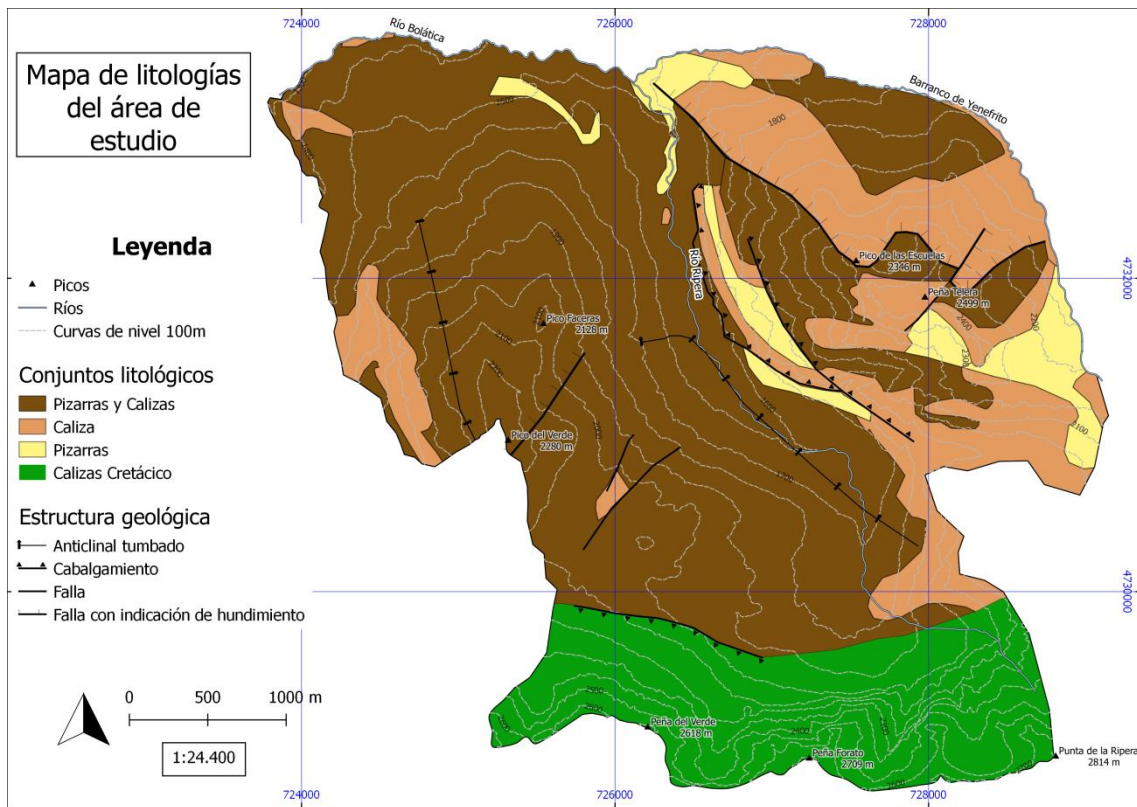 724000
726000
728000
Mapa de litologías
del área de
estudio
Río Bolática
Barranco de Yenefrito
1800
Leyenda
Picos
Ríos
Curvas de nivel 100m
Conjuntos litológicos
Pizarras y Calizas
Caliza
Pizarras
Calizas Cretácico
Estructura geológica
Anticlinal tumbado
Cabalgamiento
Falla
Falla con indicación de hundimiento
0 500 1000 m
1:24.400
Río Ripera
Pico de las Escuelas
2346 m
4732000
Peña Telera
2499 m
2400
2300
2100
Pico Faceras
2128 m
Pico del Verde
2280 m
4730000
Peña del Verde
2618 m
Peña Forato
2709 m
Punta de la Ripera
2814 m
724000
726000
728000